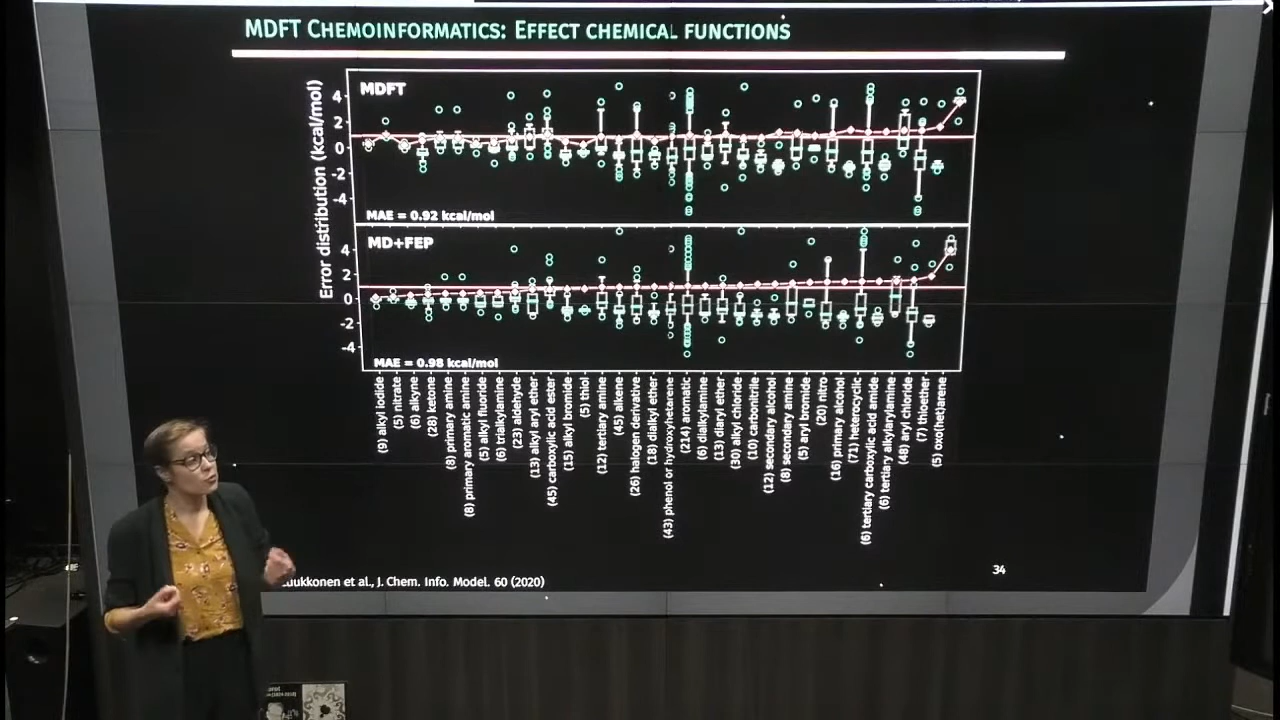 MDFT CHEMOINFORMATICS: EFFECT CHEMICAL FUNCTIONS
Error distribution (kcal/mol)
MDFT
4
2
0
-2
-4
MAE = 0.92 kcal/mol
MD+FEP
4
2
0
-2
-4
MAE = 0.98 kcal/mol
(9) alkyl iodide
(5) nitrate
(6) alkyne
(28) ketone
(8) primary amine
(8) primary aromatic amine
(5) alkyl fluoride
(6) trialkylamine
(23) aldehyde
(13) alkyl aryl ether
(45) carboxylic acid ester
(15) alkyl bromide
(5) thiol
(12) tertiary amine
(45) alkene
(26) halogen derivative
(18) dialkyl ether
(43) phenol or hydroxyhetarene
(214) aromatic
(6) dialkylamine
(13) diaryl ether
(30) alkyl chloride
(10) carbonitrile
(12) secondary alcohol
(8) secondary amine
(5) aryl bromide
(20) nitro
(16) primary alcohol
(71) heterocyclic
(6) tertiary carboxylic acid amide
(6) tertiary alkylarylamine
(48) aryl chloride
(7) thioether
(5) oxo(het)arene
34
et al., J. Chem. Info. Model. 60 (2020)